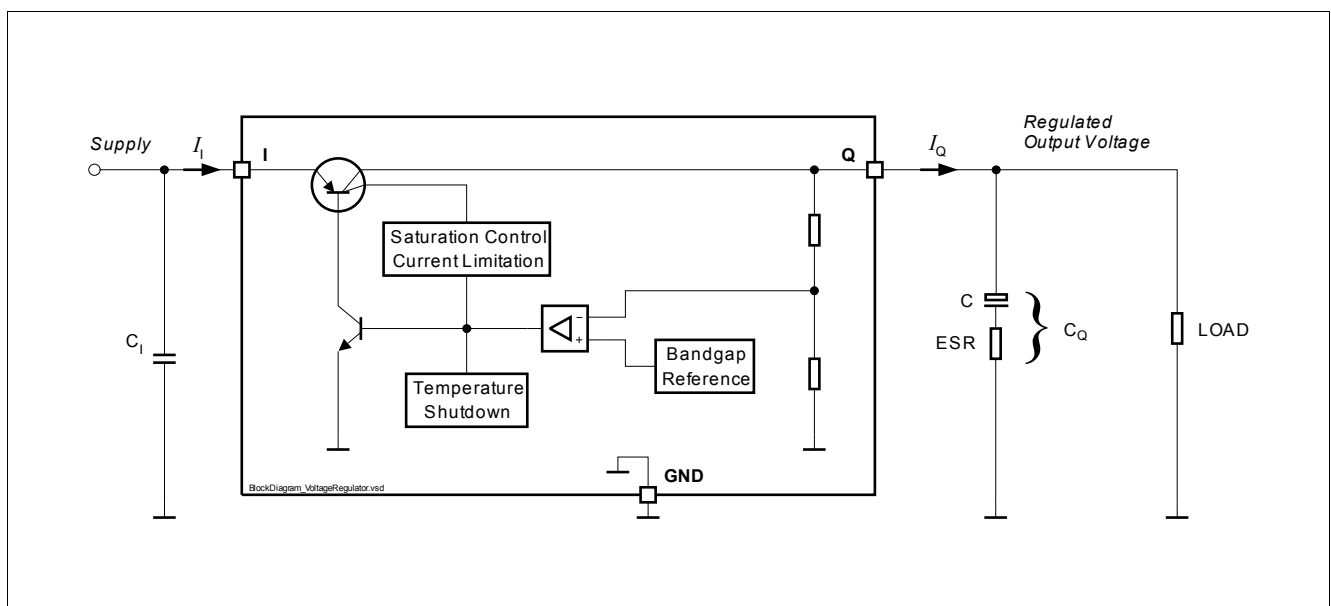 Supply
I_I
I
Q
I_Q
Regulated
Output Voltage
Saturation Control
Current Limitation
C_I
−
+
Bandgap
Reference
Temperature
Shutdown
C
ESR
}
C_Q
LOAD
GND
BlockDiagram_VoltageRegulator.vsd